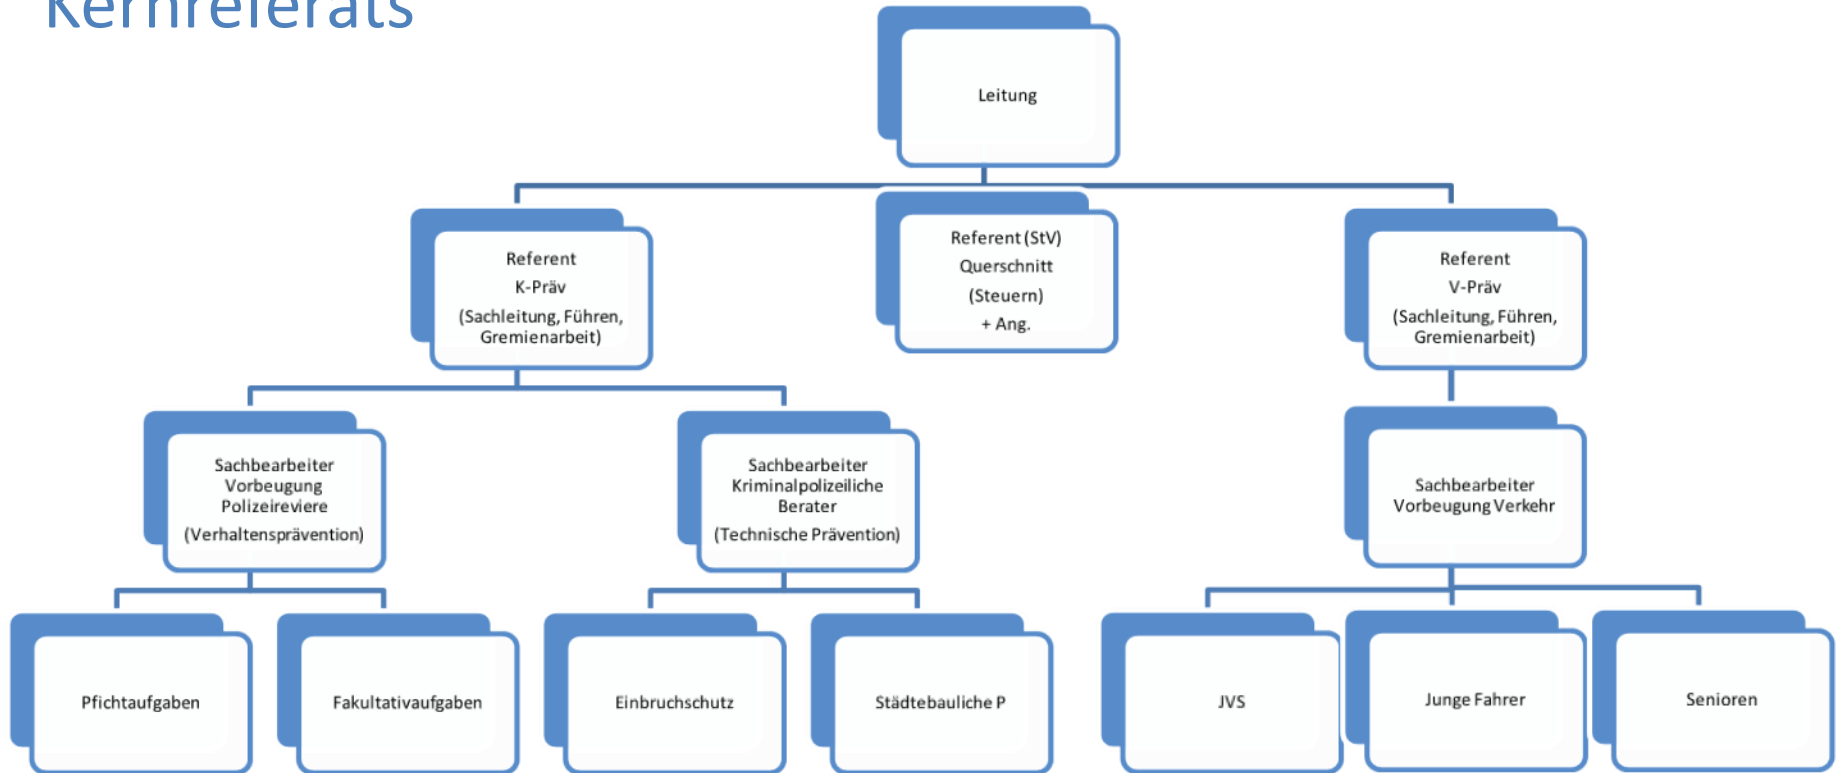 Kernreferats
Leitung
Referent
K-Präv
(Sachleitung, Führen,
Gremienarbeit)
Referent (StV)
Querschnitt
(Steuern)
+ Ang.
Referent
V-Präv
(Sachleitung, Führen,
Gremienarbeit)
Sachbearbeiter
Vorbeugung
Polizeireviere
(Verhaltensprävention)
Sachbearbeiter
Kriminalpolizeiliche
Berater
(Technische Prävention)
Sachbearbeiter
Vorbeugung Verkehr
Pfichtaufgaben
Fakultativaufgaben
Einbruchschutz
Städtebauliche P
JVS
Junge Fahrer
Senioren